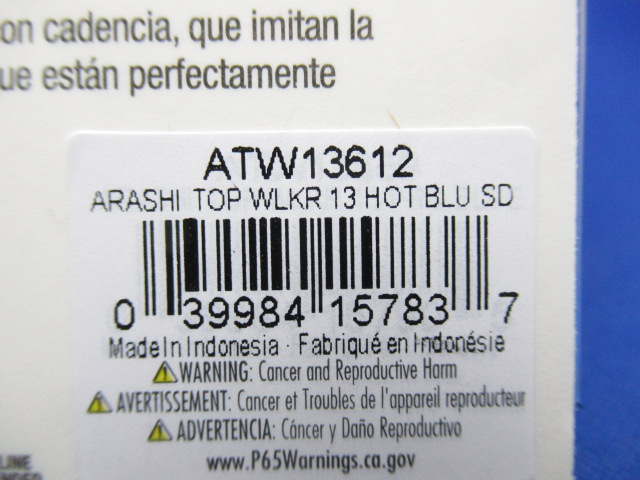 on cadencia, que imitan la
ue están perfectamente
ATW13612
ARASHI TOP WLKR 13 HOT BLU SD
0 39984 15783 7
Made In Indonesia · Fabriqué en Indonésie
⚠WARNING: Cancer and Reproductive Harm
⚠ AVERTISSEMENT: Cancer et Troubles de l'appareil reproducteur
⚠ ADVERTENCIA: Cáncer y Daño Reproductivo
www.P65Warnings.ca.gov
LINE